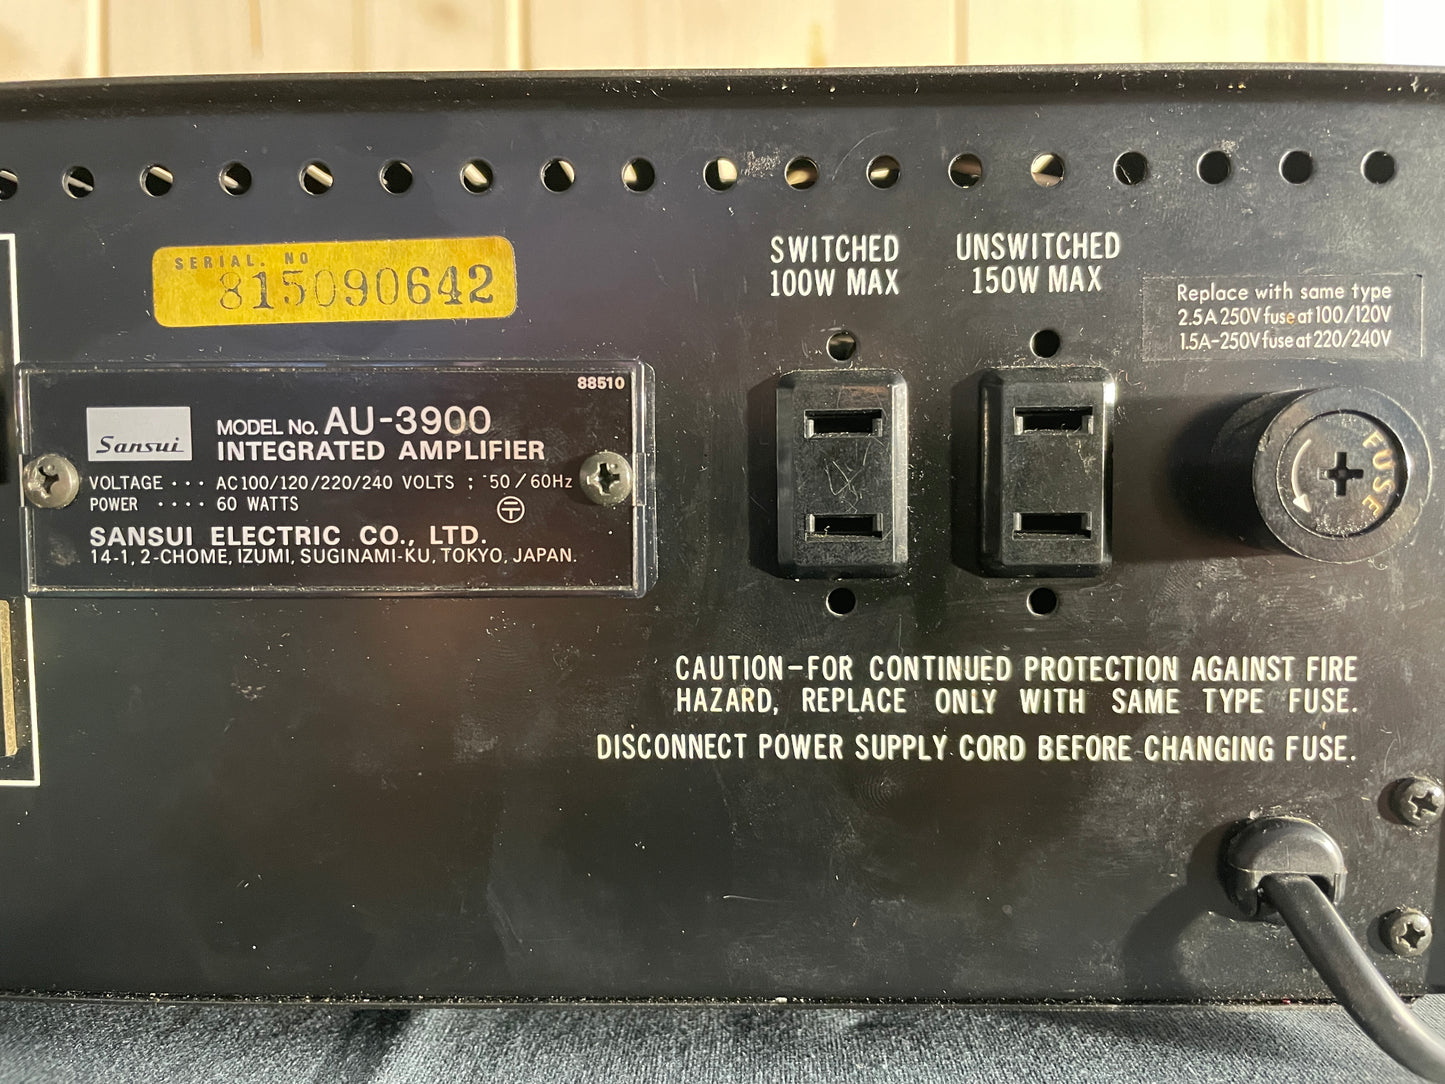 SERIAL. NO
815090642
88510
Sansui
MODEL No. AU-3900
INTEGRATED AMPLIFIER
VOLTAGE ··· AC100/120/220/240 VOLTS ; 50/60Hz
POWER ···· 60 WATTS
SANSUI ELECTRIC CO., LTD.
14-1, 2-CHOME, IZUMI, SUGINAMI-KU, TOKYO, JAPAN.
SWITCHED
100W MAX
UNSWITCHED
150W MAX
Replace with same type
2.5A 250V fuse at 100/120V
1.5A-250V fuse at 220/240V
FUSE
CAUTION-FOR CONTINUED PROTECTION AGAINST FIRE
HAZARD, REPLACE ONLY WITH SAME TYPE FUSE.
DISCONNECT POWER SUPPLY CORD BEFORE CHANGING FUSE.